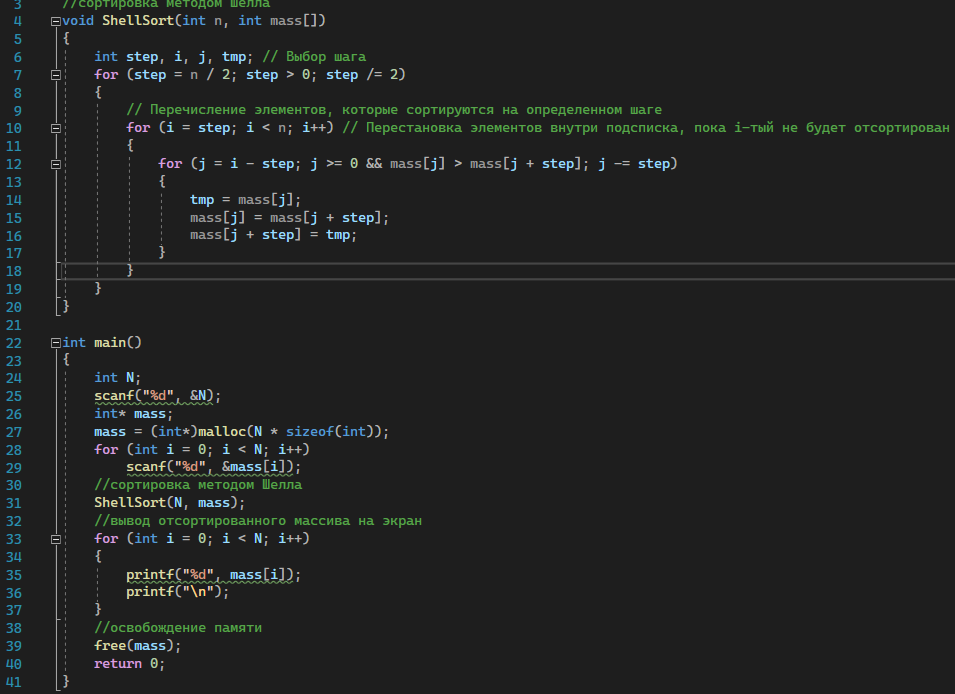 3 //сортировка методом Шелла
4 void ShellSort(int n, int mass[])
5 {
6 int step, i, j, tmp; // Выбор шага
7 for (step = n / 2; step > 0; step /= 2)
8 {
9 // Перечисление элементов, которые сортируются на определенном шаге
10 for (i = step; i < n; i++) // Перестановка элементов внутри подсписка, пока i-тый не будет отсортирован
11 {
12 for (j = i - step; j >= 0 && mass[j] > mass[j + step]; j -= step)
13 {
14 tmp = mass[j];
15 mass[j] = mass[j + step];
16 mass[j + step] = tmp;
17 }
18 }
19 }
20 }
21
22 int main()
23 {
24 int N;
25 scanf("%d", &N);
26 int* mass;
27 mass = (int*)malloc(N * sizeof(int));
28 for (int i = 0; i < N; i++)
29 scanf("%d", &mass[i]);
30 //сортировка методом Шелла
31 ShellSort(N, mass);
32 //вывод отсортированного массива на экран
33 for (int i = 0; i < N; i++)
34 {
35 printf("%d", mass[i]);
36 printf("\n");
37 }
38 //освобождение памяти
39 free(mass);
40 return 0;
41 }